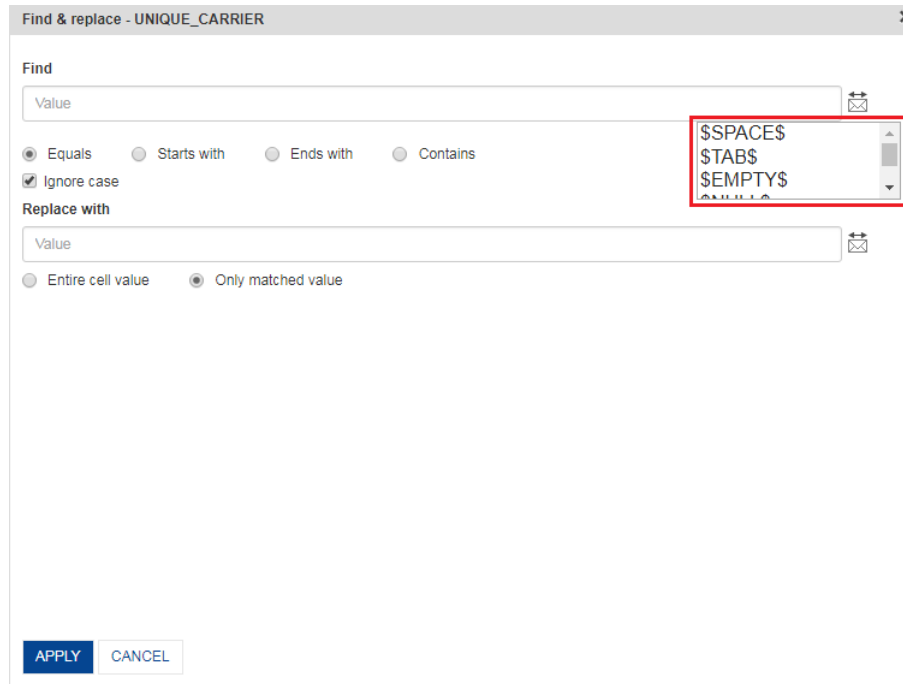 Find & replace - UNIQUE_CARRIER
Find
Value
$SPACE$
$TAB$
$EMPTY$
$NULL$
Equals Starts with Ends with Contains
Ignore case
Replace with
Value
Entire cell value Only matched value
APPLY CANCEL